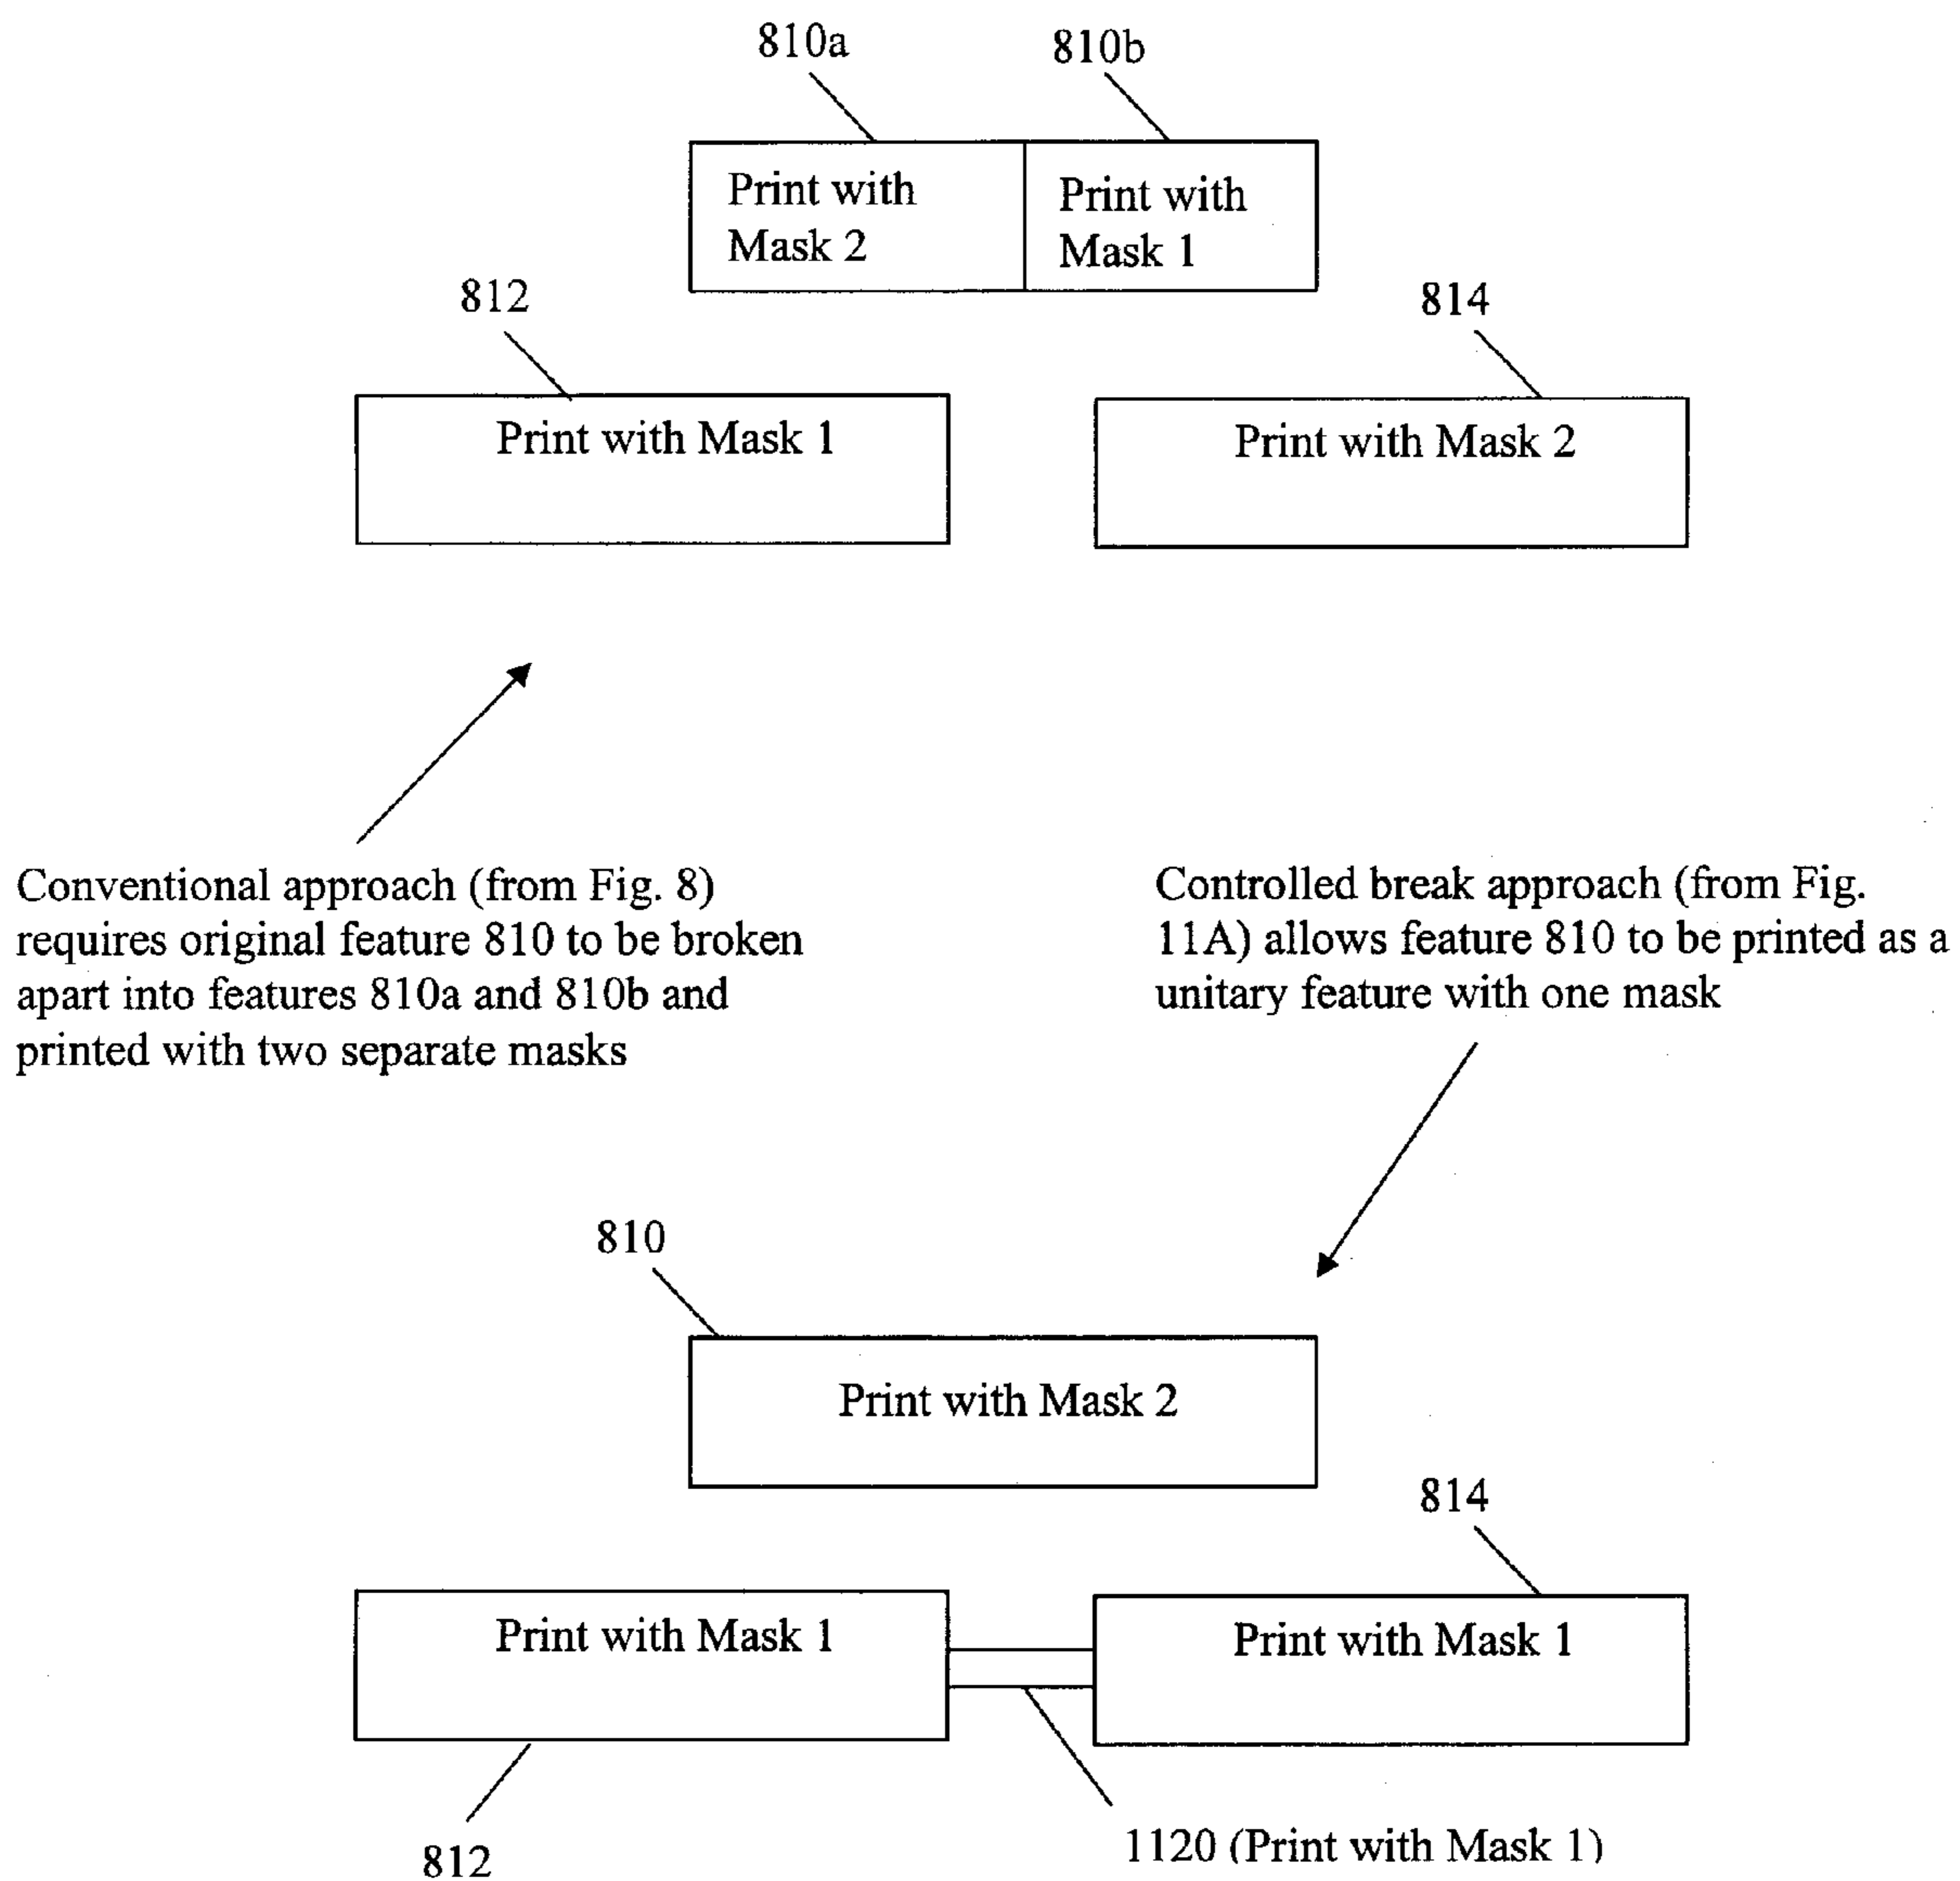 810a
810b
Print with
Mask 2
Print with
Mask 1
812
814
Print with Mask 1
Print with Mask 2
Conventional approach (from Fig. 8)
requires original feature 810 to be broken
apart into features 810a and 810b and
printed with two separate masks
Controlled break approach (from Fig.
11A) allows feature 810 to be printed as a
unitary feature with one mask
810
Print with Mask 2
814
Print with Mask 1
Print with Mask 1
812
1120 (Print with Mask 1)